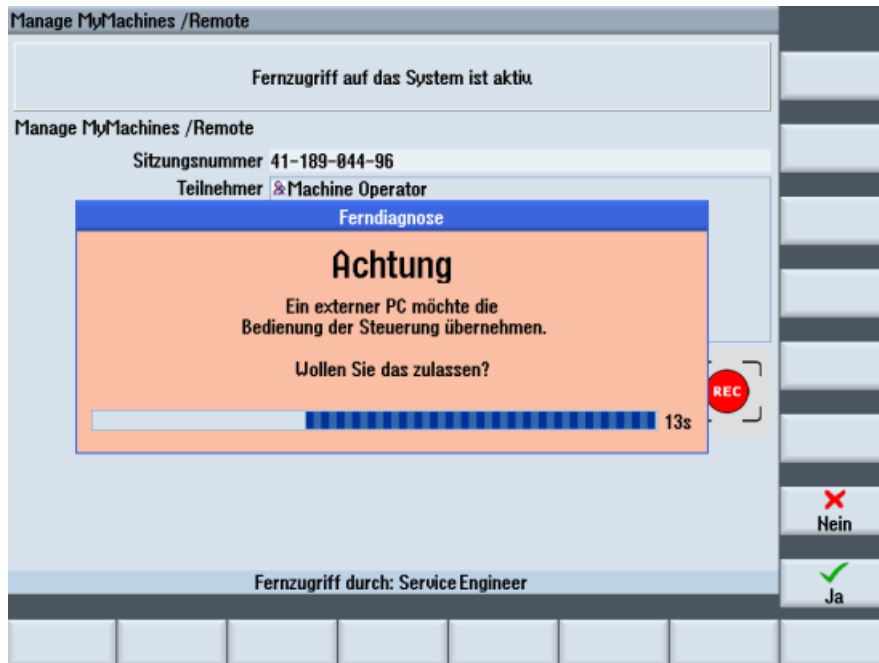 Manage MyMachines /Remote
Fernzugriff auf das System ist aktiv.
Manage MyMachines /Remote
Sitzungsnummer 41-189-044-96
Teilnehmer Machine Operator
Ferndiagnose
Achtung
Ein externer PC möchte die
Bedienung der Steuerung übernehmen.
Wollen Sie das zulassen?
REC
13s
Nein
Fernzugriff durch: Service Engineer
Ja